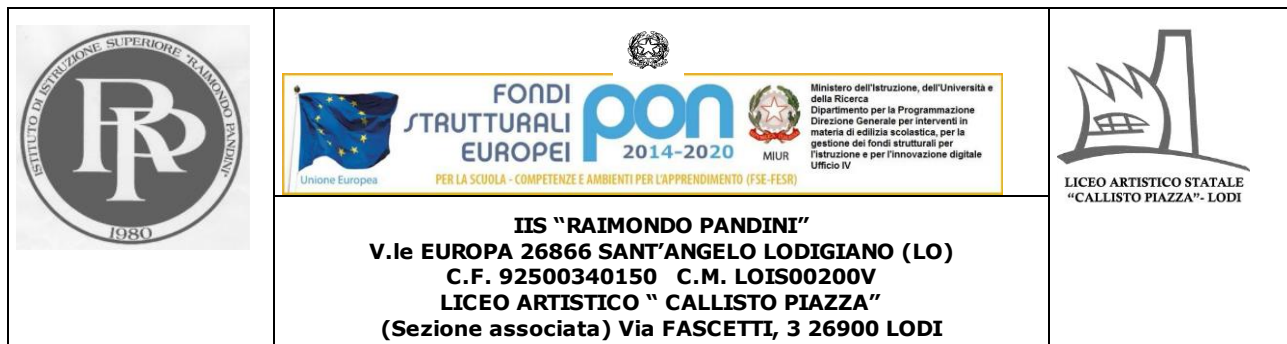 ISTITUTO DI ISTRUZIONE SUPERIORE "RAIMONDO PANDINI"
RP
1980
Unione Europea
FONDI
STRUTTURALI
EUROPEI
pon
2014-2020
MIUR
Ministero dell'Istruzione, dell'Università e
della Ricerca
Dipartimento per la Programmazione
Direzione Generale per interventi in
materia di edilizia scolastica, per la
gestione dei fondi strutturali per
l'istruzione e per l'innovazione digitale
Ufficio IV
PER LA SCUOLA - COMPETENZE E AMBIENTI PER L'APPRENDIMENTO (FSE-FESR)
IIS "RAIMONDO PANDINI"
V.le EUROPA 26866 SANT'ANGELO LODIGIANO (LO)
C.F. 92500340150 C.M. LOIS00200V
LICEO ARTISTICO " CALLISTO PIAZZA"
(Sezione associata) Via FASCETTI, 3 26900 LODI
LICEO ARTISTICO STATALE
"CALLISTO PIAZZA"- LODI